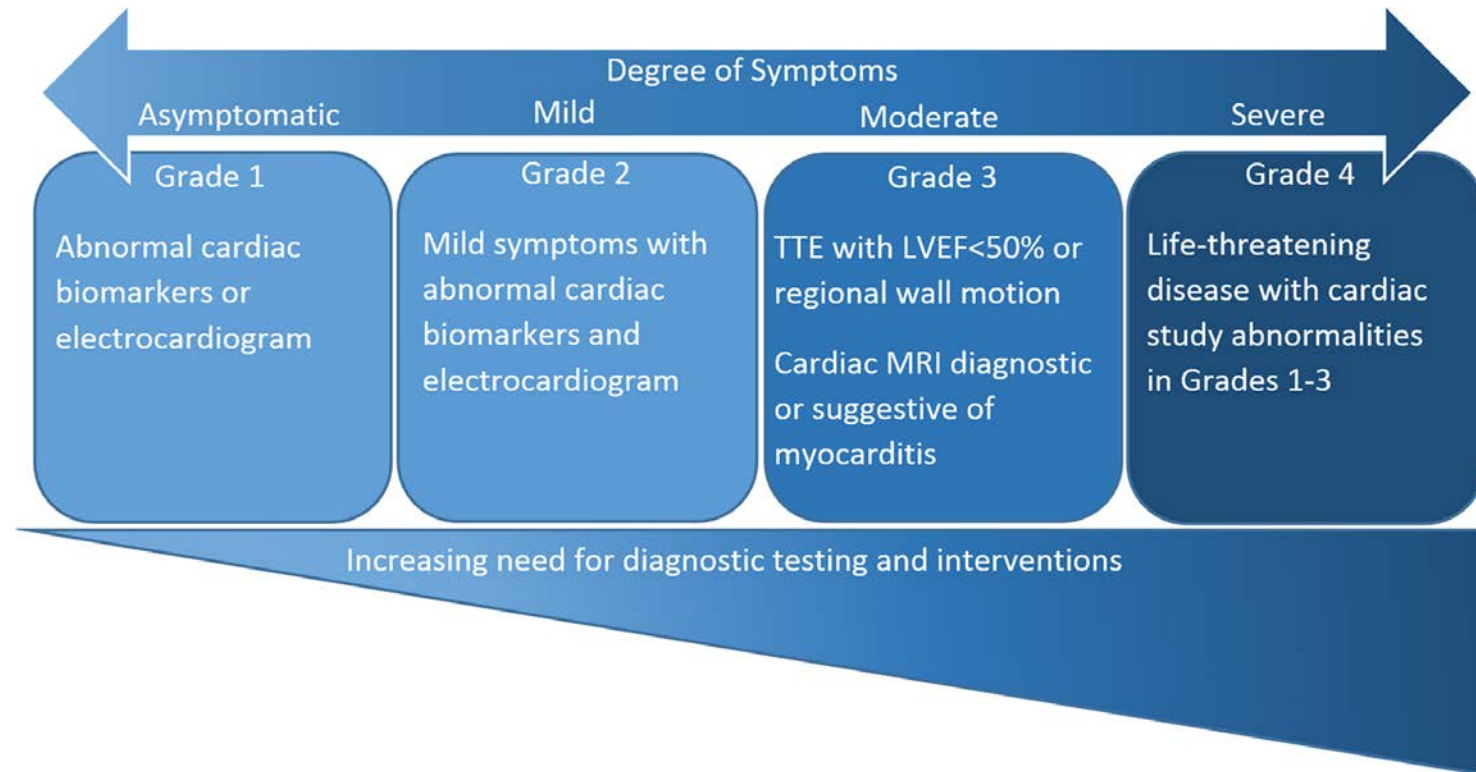 Degree of Symptoms
Asymptomatic
Mild
Moderate
Severe
Grade 1
Abnormal cardiac
biomarkers or
electrocardiogram
Grade 2
Mild symptoms with
abnormal cardiac
biomarkers and
electrocardiogram
Grade 3
TTE with LVEF<50% or
regional wall motion
Cardiac MRI diagnostic
or suggestive of
myocarditis
Grade 4
Life-threatening
disease with cardiac
study abnormalities
in Grades 1-3
Increasing need for diagnostic testing and interventions